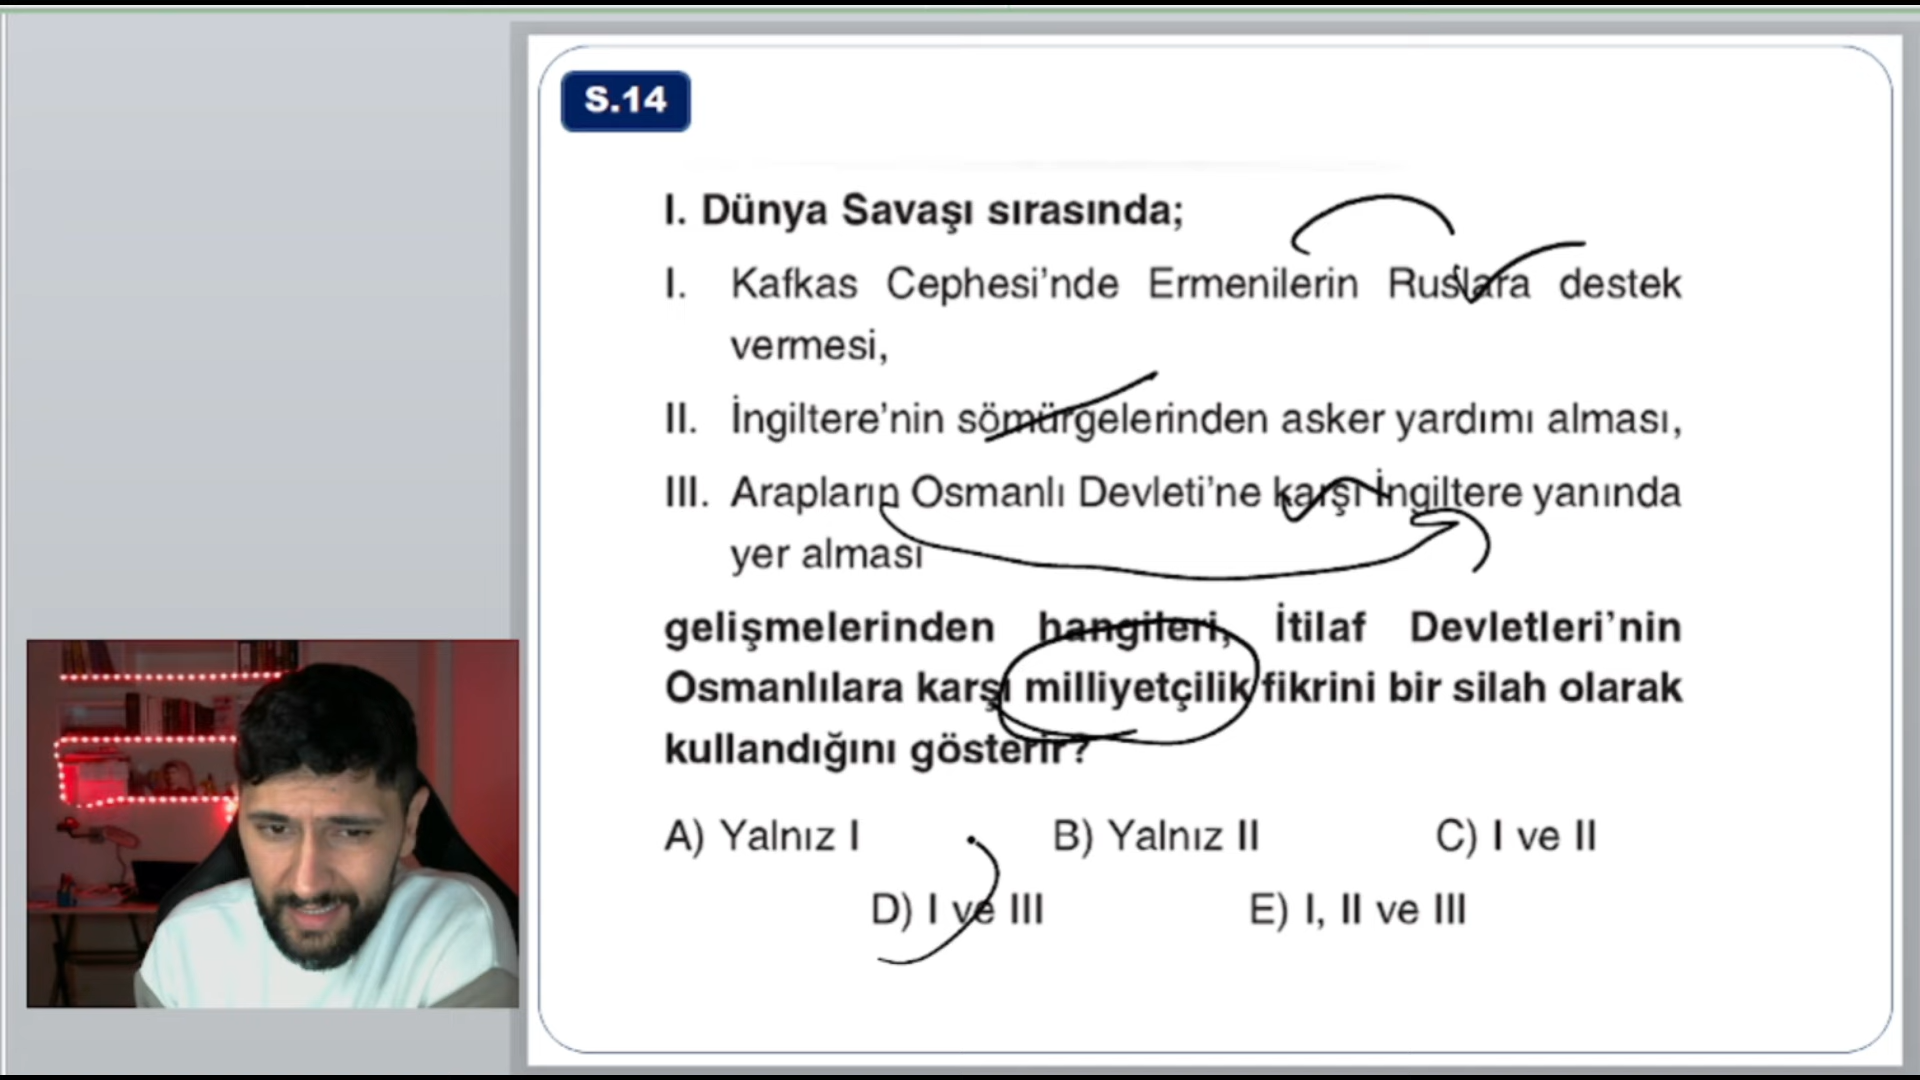 S.14
I. Dünya Savaşı sırasında;
I. Kafkas Cephesi'nde Ermenilerin Ruslara destek
vermesi,
II. İngiltere'nin sömürgelerinden asker yardımı alması,
III. Arapların Osmanlı Devleti'ne karşı İngiltere yanında
yer alması
gelişmelerinden hangileri, İtilaf Devletleri'nin
Osmanlılara karşı milliyetçilik fikrini bir silah olarak
kullandığını gösterir?
A) Yalnız I B) Yalnız II C) I ve II
D) I ve III E) I, II ve III